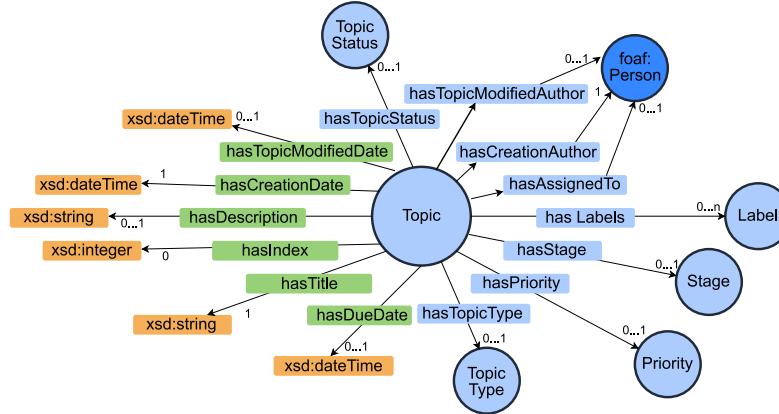 Topic
Status
0...1
hasTopicStatus
foaf:
Person
0...1
hasTopicModifiedAuthor
1
0...1
hasCreationAuthor
hasAssignedTo
xsd:dateTime
0...1
hasTopicModifiedDate
xsd:dateTime
1
hasCreationDate
xsd:string
0...1
hasDescription
Topic
has Labels
0...n
Label
xsd:integer
0
hasIndex
hasStage
0...1
Stage
hasTitle
xsd:string
1
hasPriority
0...1
Priority
hasDueDate
0...1
xsd:dateTime
hasTopicType
0...1
Topic
Type